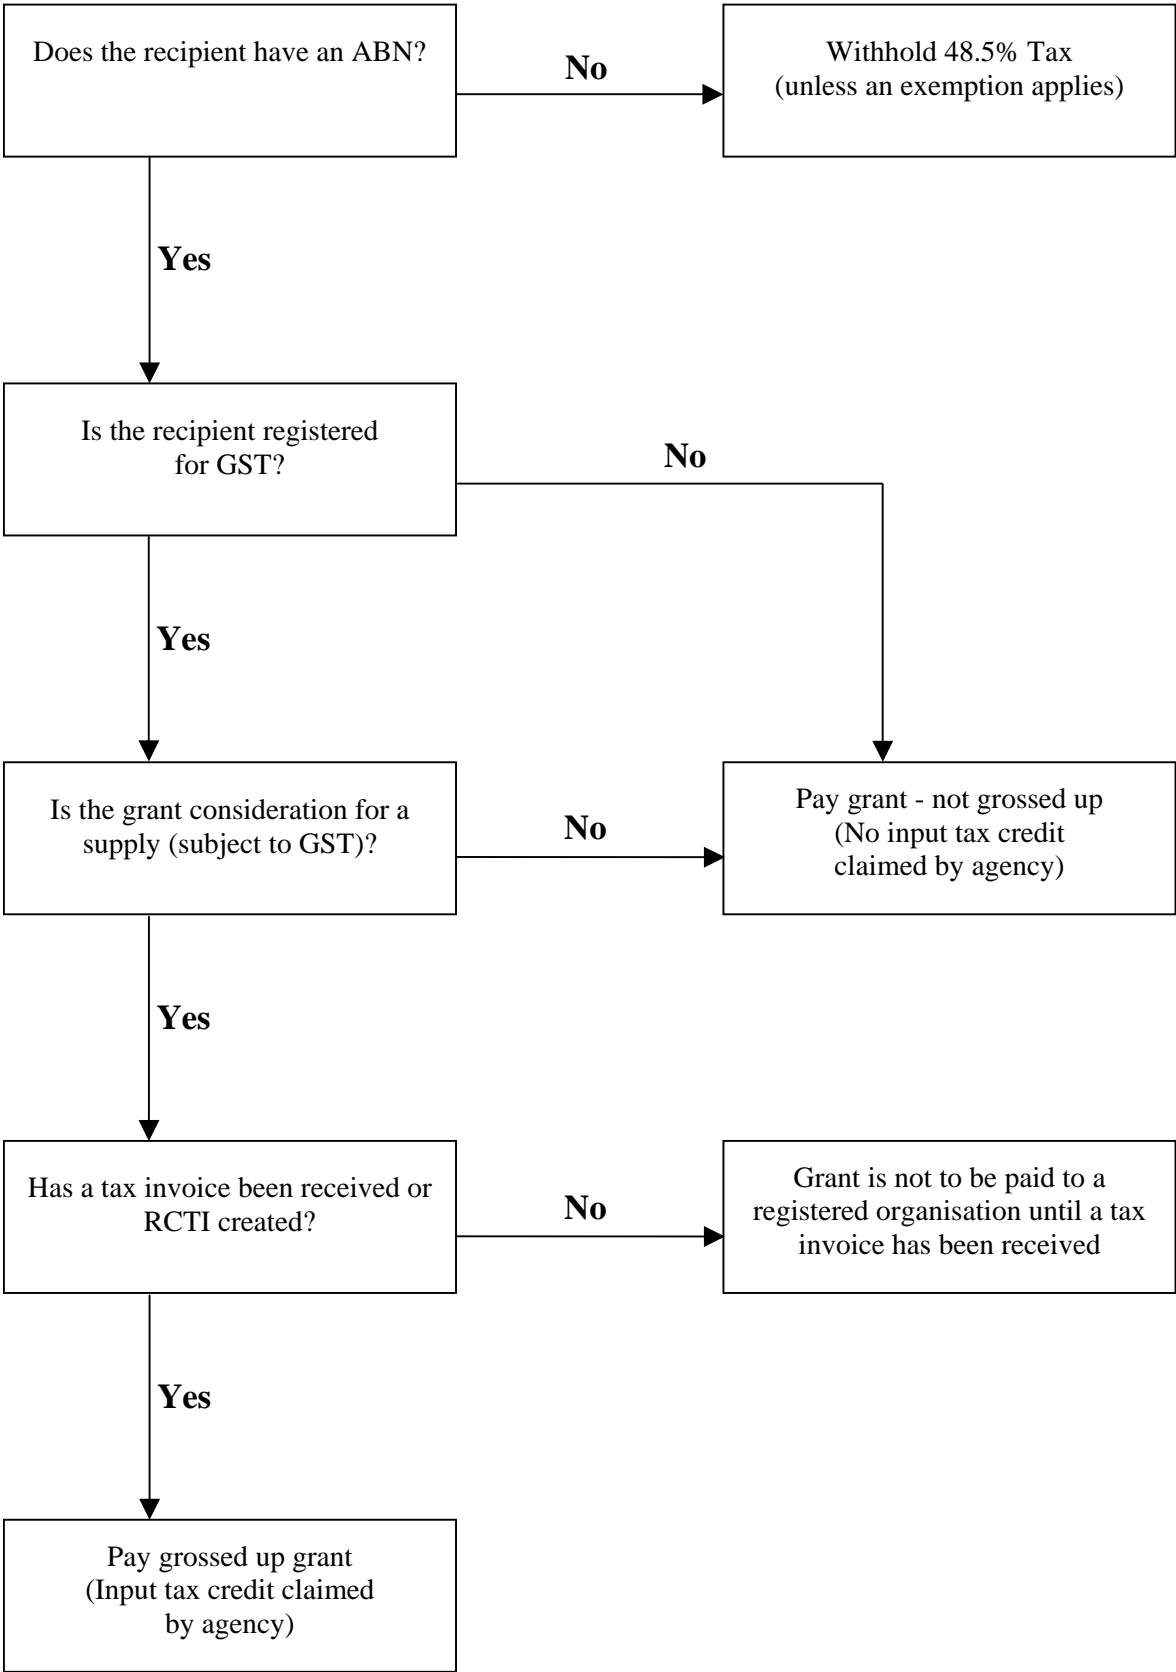 Does the recipient have an ABN?
No
Withhold 48.5% Tax
(unless an exemption applies)
Yes
Is the recipient registered
for GST?
No
Yes
Is the grant consideration for a
supply (subject to GST)?
No
Pay grant - not grossed up
(No input tax credit
claimed by agency)
Yes
Has a tax invoice been received or
RCTI created?
No
Grant is not to be paid to a
registered organisation until a tax
invoice has been received
Yes
Pay grossed up grant
(Input tax credit claimed
by agency)